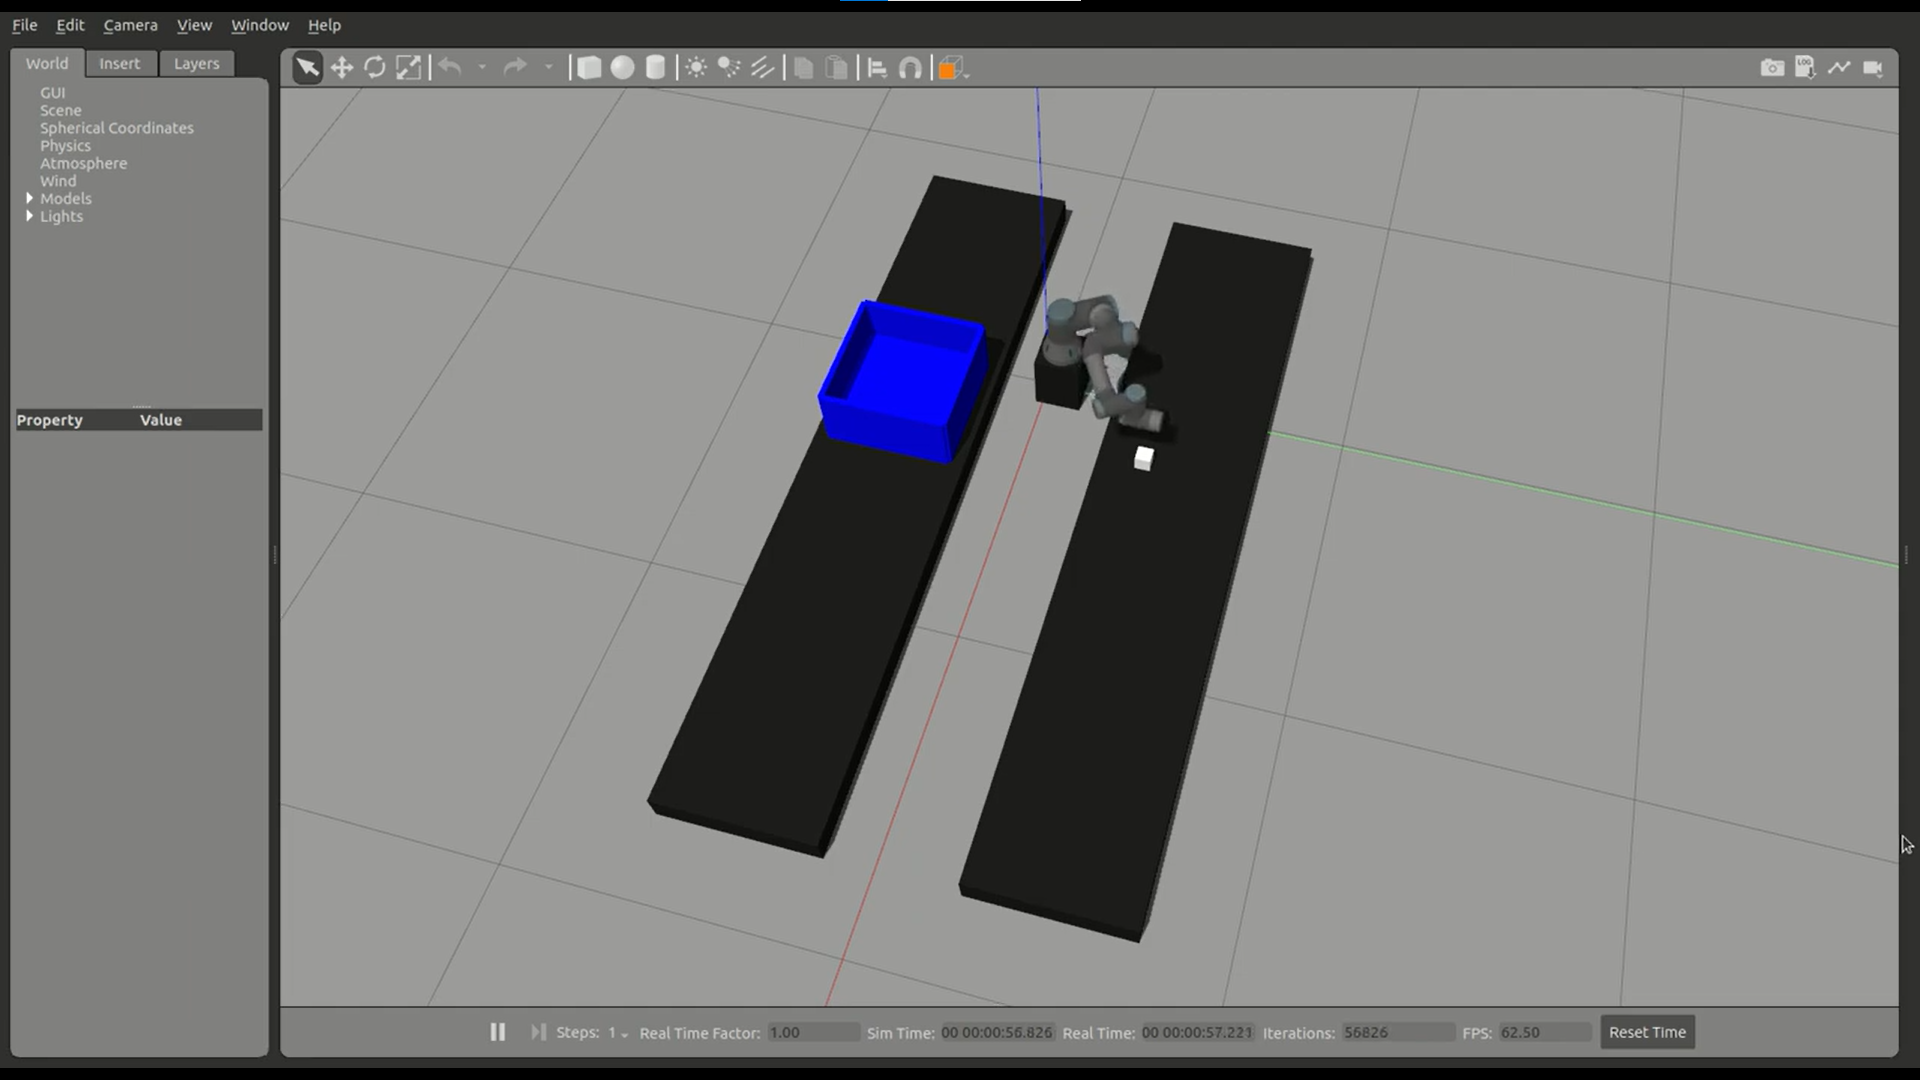 File Edit Camera View Window Help
World Insert Layers
LOG
GUI
Scene
Spherical Coordinates
Physics
Atmosphere
Wind
Models
Lights
Property Value
Steps: 1 Real Time Factor: 1.00 Sim Time: 00 00:00:56.826 Real Time: 00 00:00:57.221 Iterations: 56826 FPS: 62.50 Reset Time